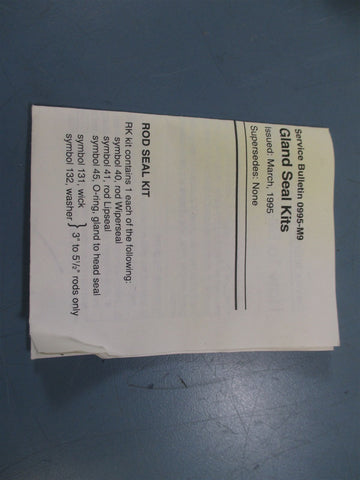 Service Bulletin 0995-M9
Gland Seal Kits
issued: March, 1995
Supersedes: None
ROD SEAL KIT
RK kit contains 1 each of the following:
symbol 40, rod Wiperseal
symbol 41, rod Lipseal
symbol 45, O-ring, gland to head seal
symbol 131, wick
symbol 132, washer } 3" to 5½" rods only